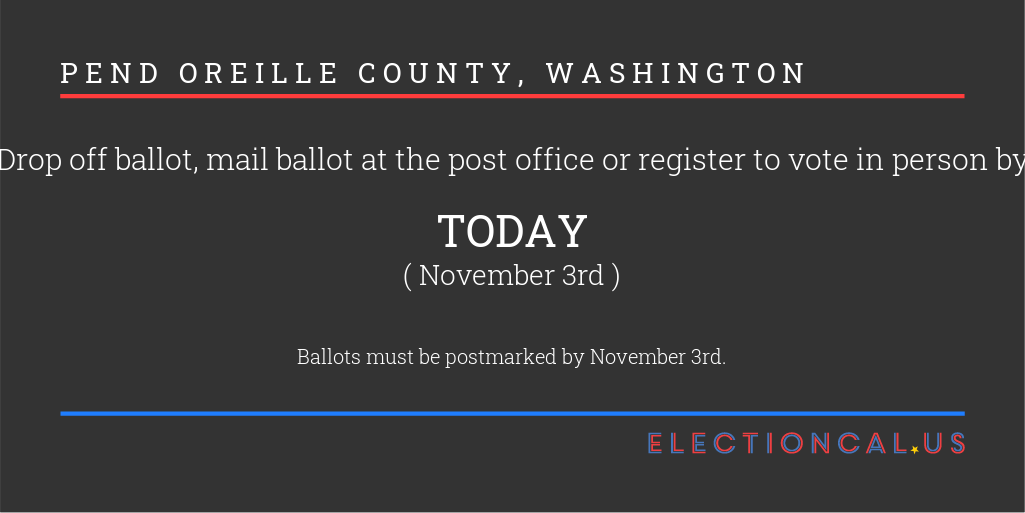 PEND OREILLE COUNTY, WASHINGTON
Drop off ballot, mail ballot at the post office or register to vote in person by
TODAY
( November 3rd )
Ballots must be postmarked by November 3rd.
ELECTIONCAL.US